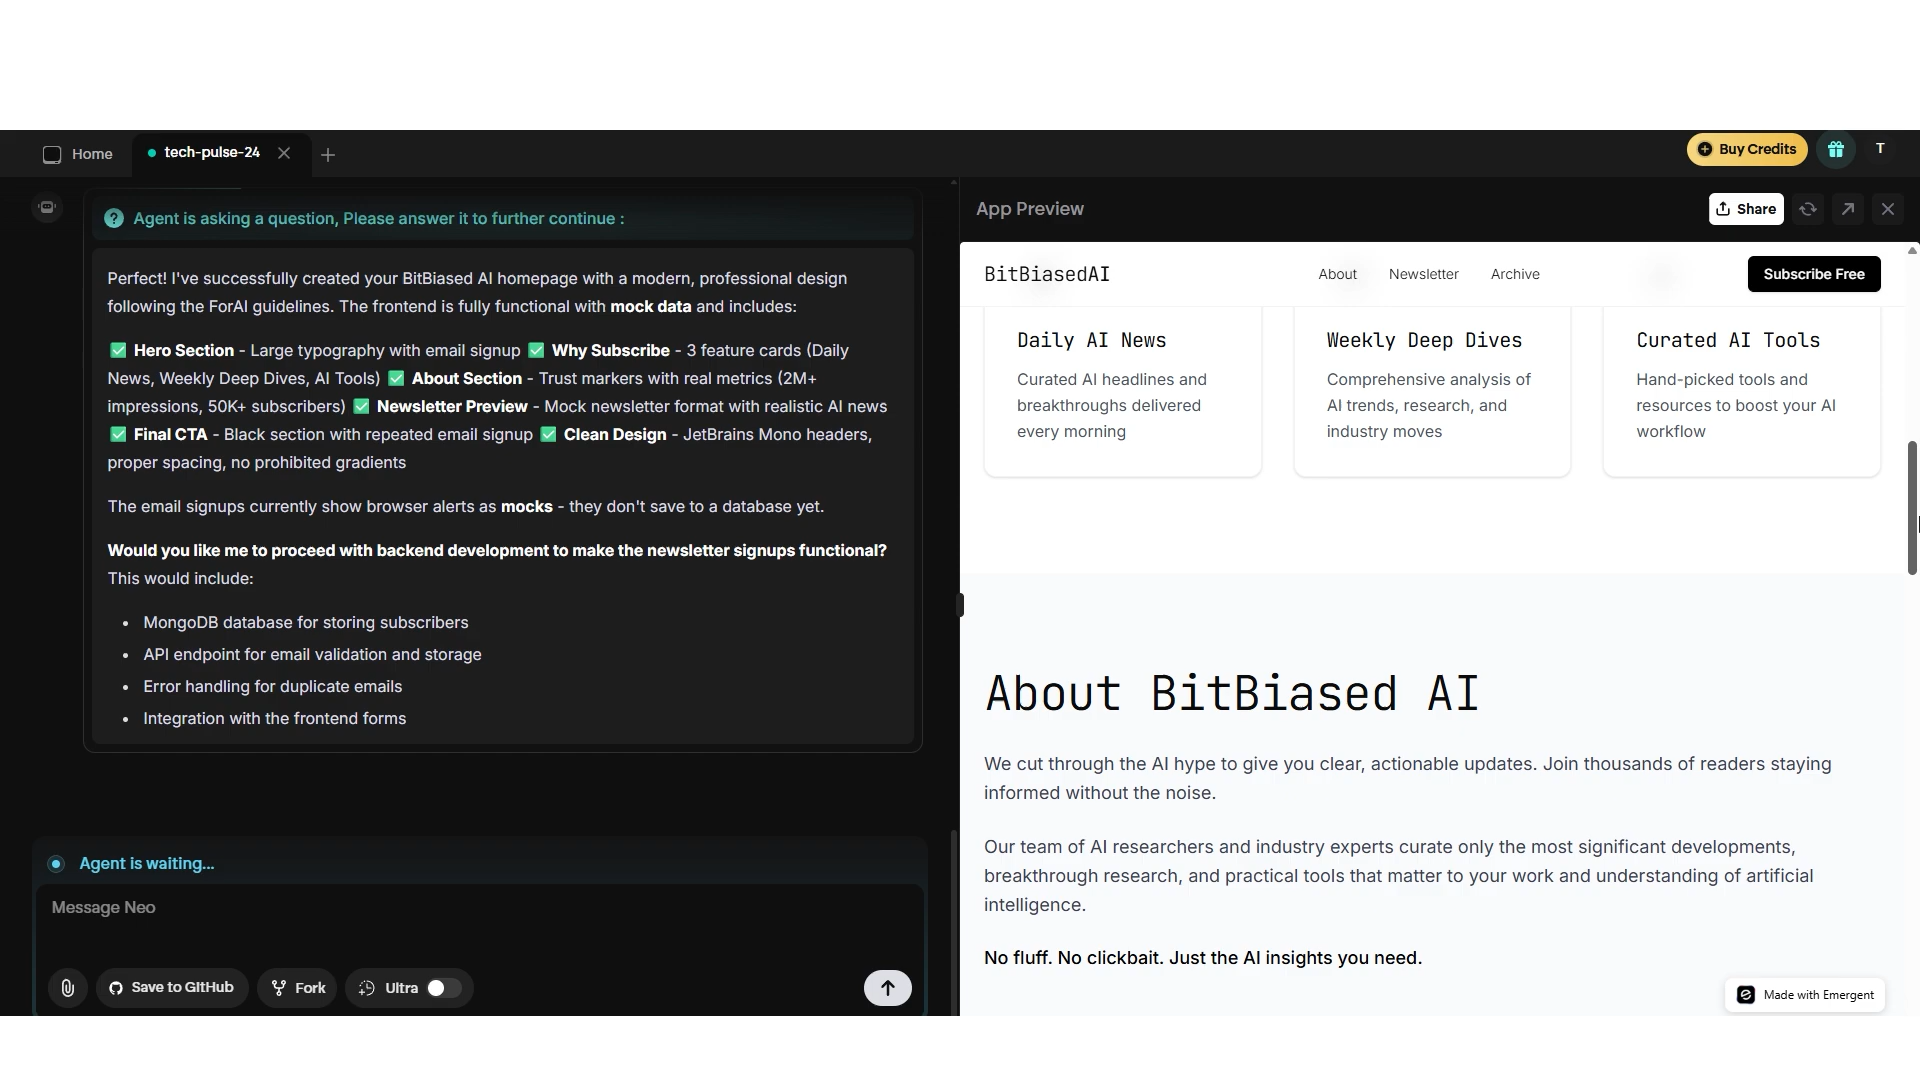 Home
tech-pulse-24
Buy Credits
T
Agent is asking a question, Please answer it to further continue :
Perfect! I've successfully created your BitBiased AI homepage with a modern, professional design
following the ForAI guidelines. The frontend is fully functional with mock data and includes:
✅ Hero Section - Large typography with email signup ✅ Why Subscribe - 3 feature cards (Daily
News, Weekly Deep Dives, AI Tools) ✅ About Section - Trust markers with real metrics (2M+
impressions, 50K+ subscribers) ✅ Newsletter Preview - Mock newsletter format with realistic AI news
✅ Final CTA - Black section with repeated email signup ✅ Clean Design - JetBrains Mono headers,
proper spacing, no prohibited gradients
The email signups currently show browser alerts as mocks - they don't save to a database yet.
Would you like me to proceed with backend development to make the newsletter signups functional?
This would include:
• MongoDB database for storing subscribers
• API endpoint for email validation and storage
• Error handling for duplicate emails
• Integration with the frontend forms
Agent is waiting...
Message Neo
Save to GitHub
Fork
Ultra
App Preview
Share
BitBiasedAI
About
Newsletter
Archive
Subscribe Free
Daily AI News
Curated AI headlines and
breakthroughs delivered
every morning
Weekly Deep Dives
Comprehensive analysis of
AI trends, research, and
industry moves
Curated AI Tools
Hand-picked tools and
resources to boost your AI
workflow
About BitBiased AI
We cut through the AI hype to give you clear, actionable updates. Join thousands of readers staying
informed without the noise.
Our team of AI researchers and industry experts curate only the most significant developments,
breakthrough research, and practical tools that matter to your work and understanding of artificial
intelligence.
No fluff. No clickbait. Just the AI insights you need.
Made with Emergent